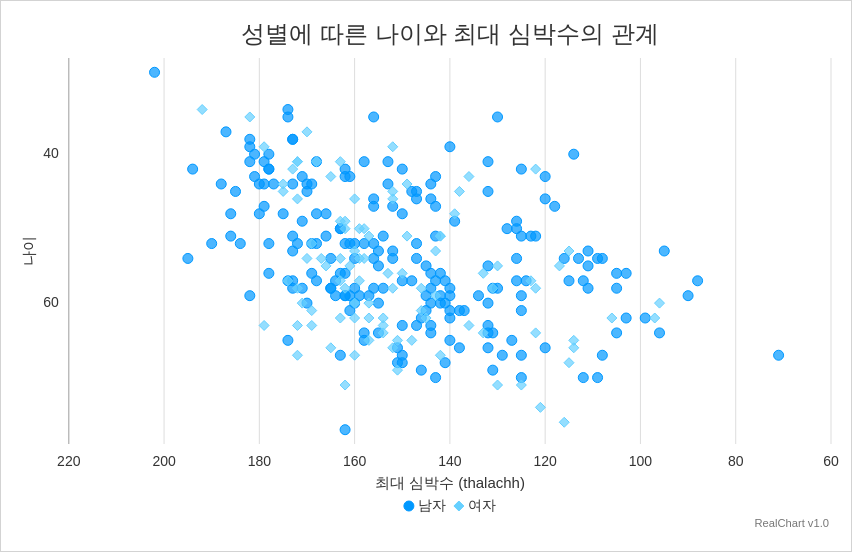 성별에 따른 나이와 최대 심박수의 관계
40
나이
60
220 200 180 160 140 120 100 80 60
최대 심박수 (thalachh)
남자 여자
RealChart v1.0